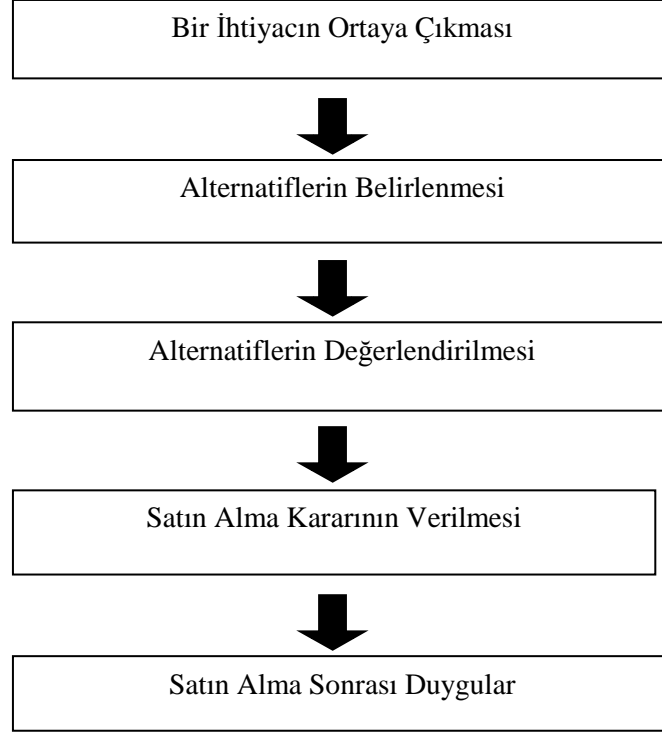 Bir İhtiyacın Ortaya Çıkması
Alternatiflerin Belirlenmesi
Alternatiflerin Değerlendirilmesi
Satın Alma Kararının Verilmesi
Satın Alma Sonrası Duygular